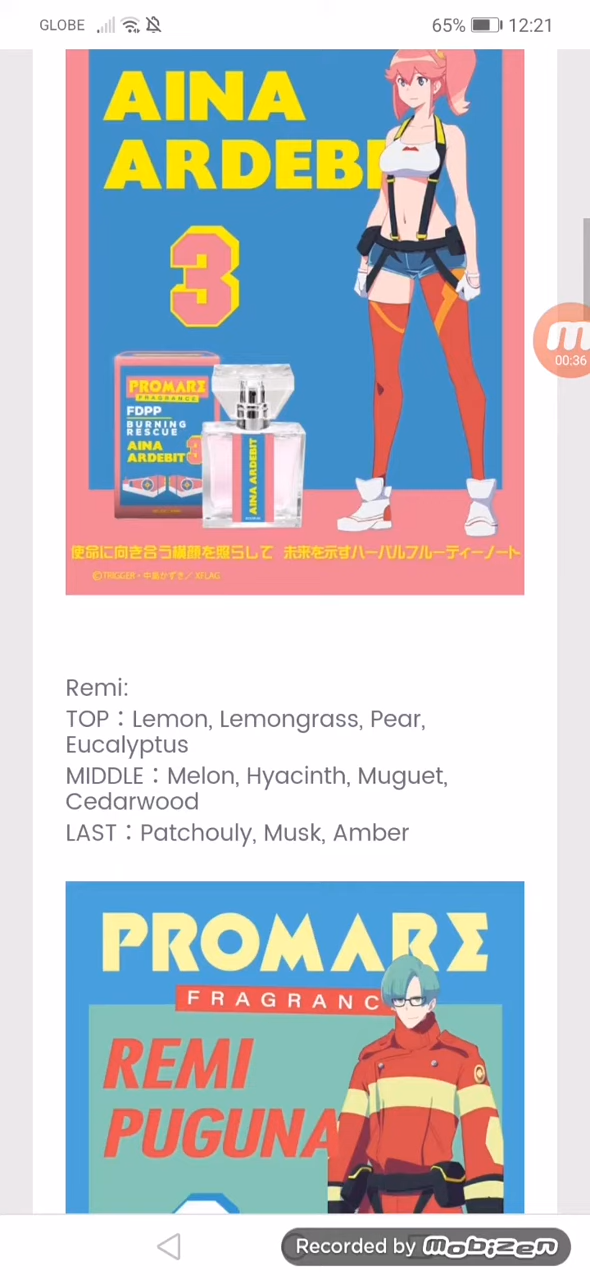 GLOBE
65% 12:21
AINA
ARDEBI
3
PROMARE
FRAGRANCE
FDPP
BURNING
RESCUE
AINA
ARDEBIT 3
AINA ARDEBIT
使命に向き合う横顔を照らして 未来を示すハーバルフルーティーノート
©TRIGGER・中島かずき／XFLAG
m
00:36
Remi:
TOP：Lemon, Lemongrass, Pear,
Eucalyptus
MIDDLE：Melon, Hyacinth, Muguet,
Cedarwood
LAST：Patchouly, Musk, Amber
PROMARE
FRAGRANC
REMI
PUGUNA
Recorded by mobizen